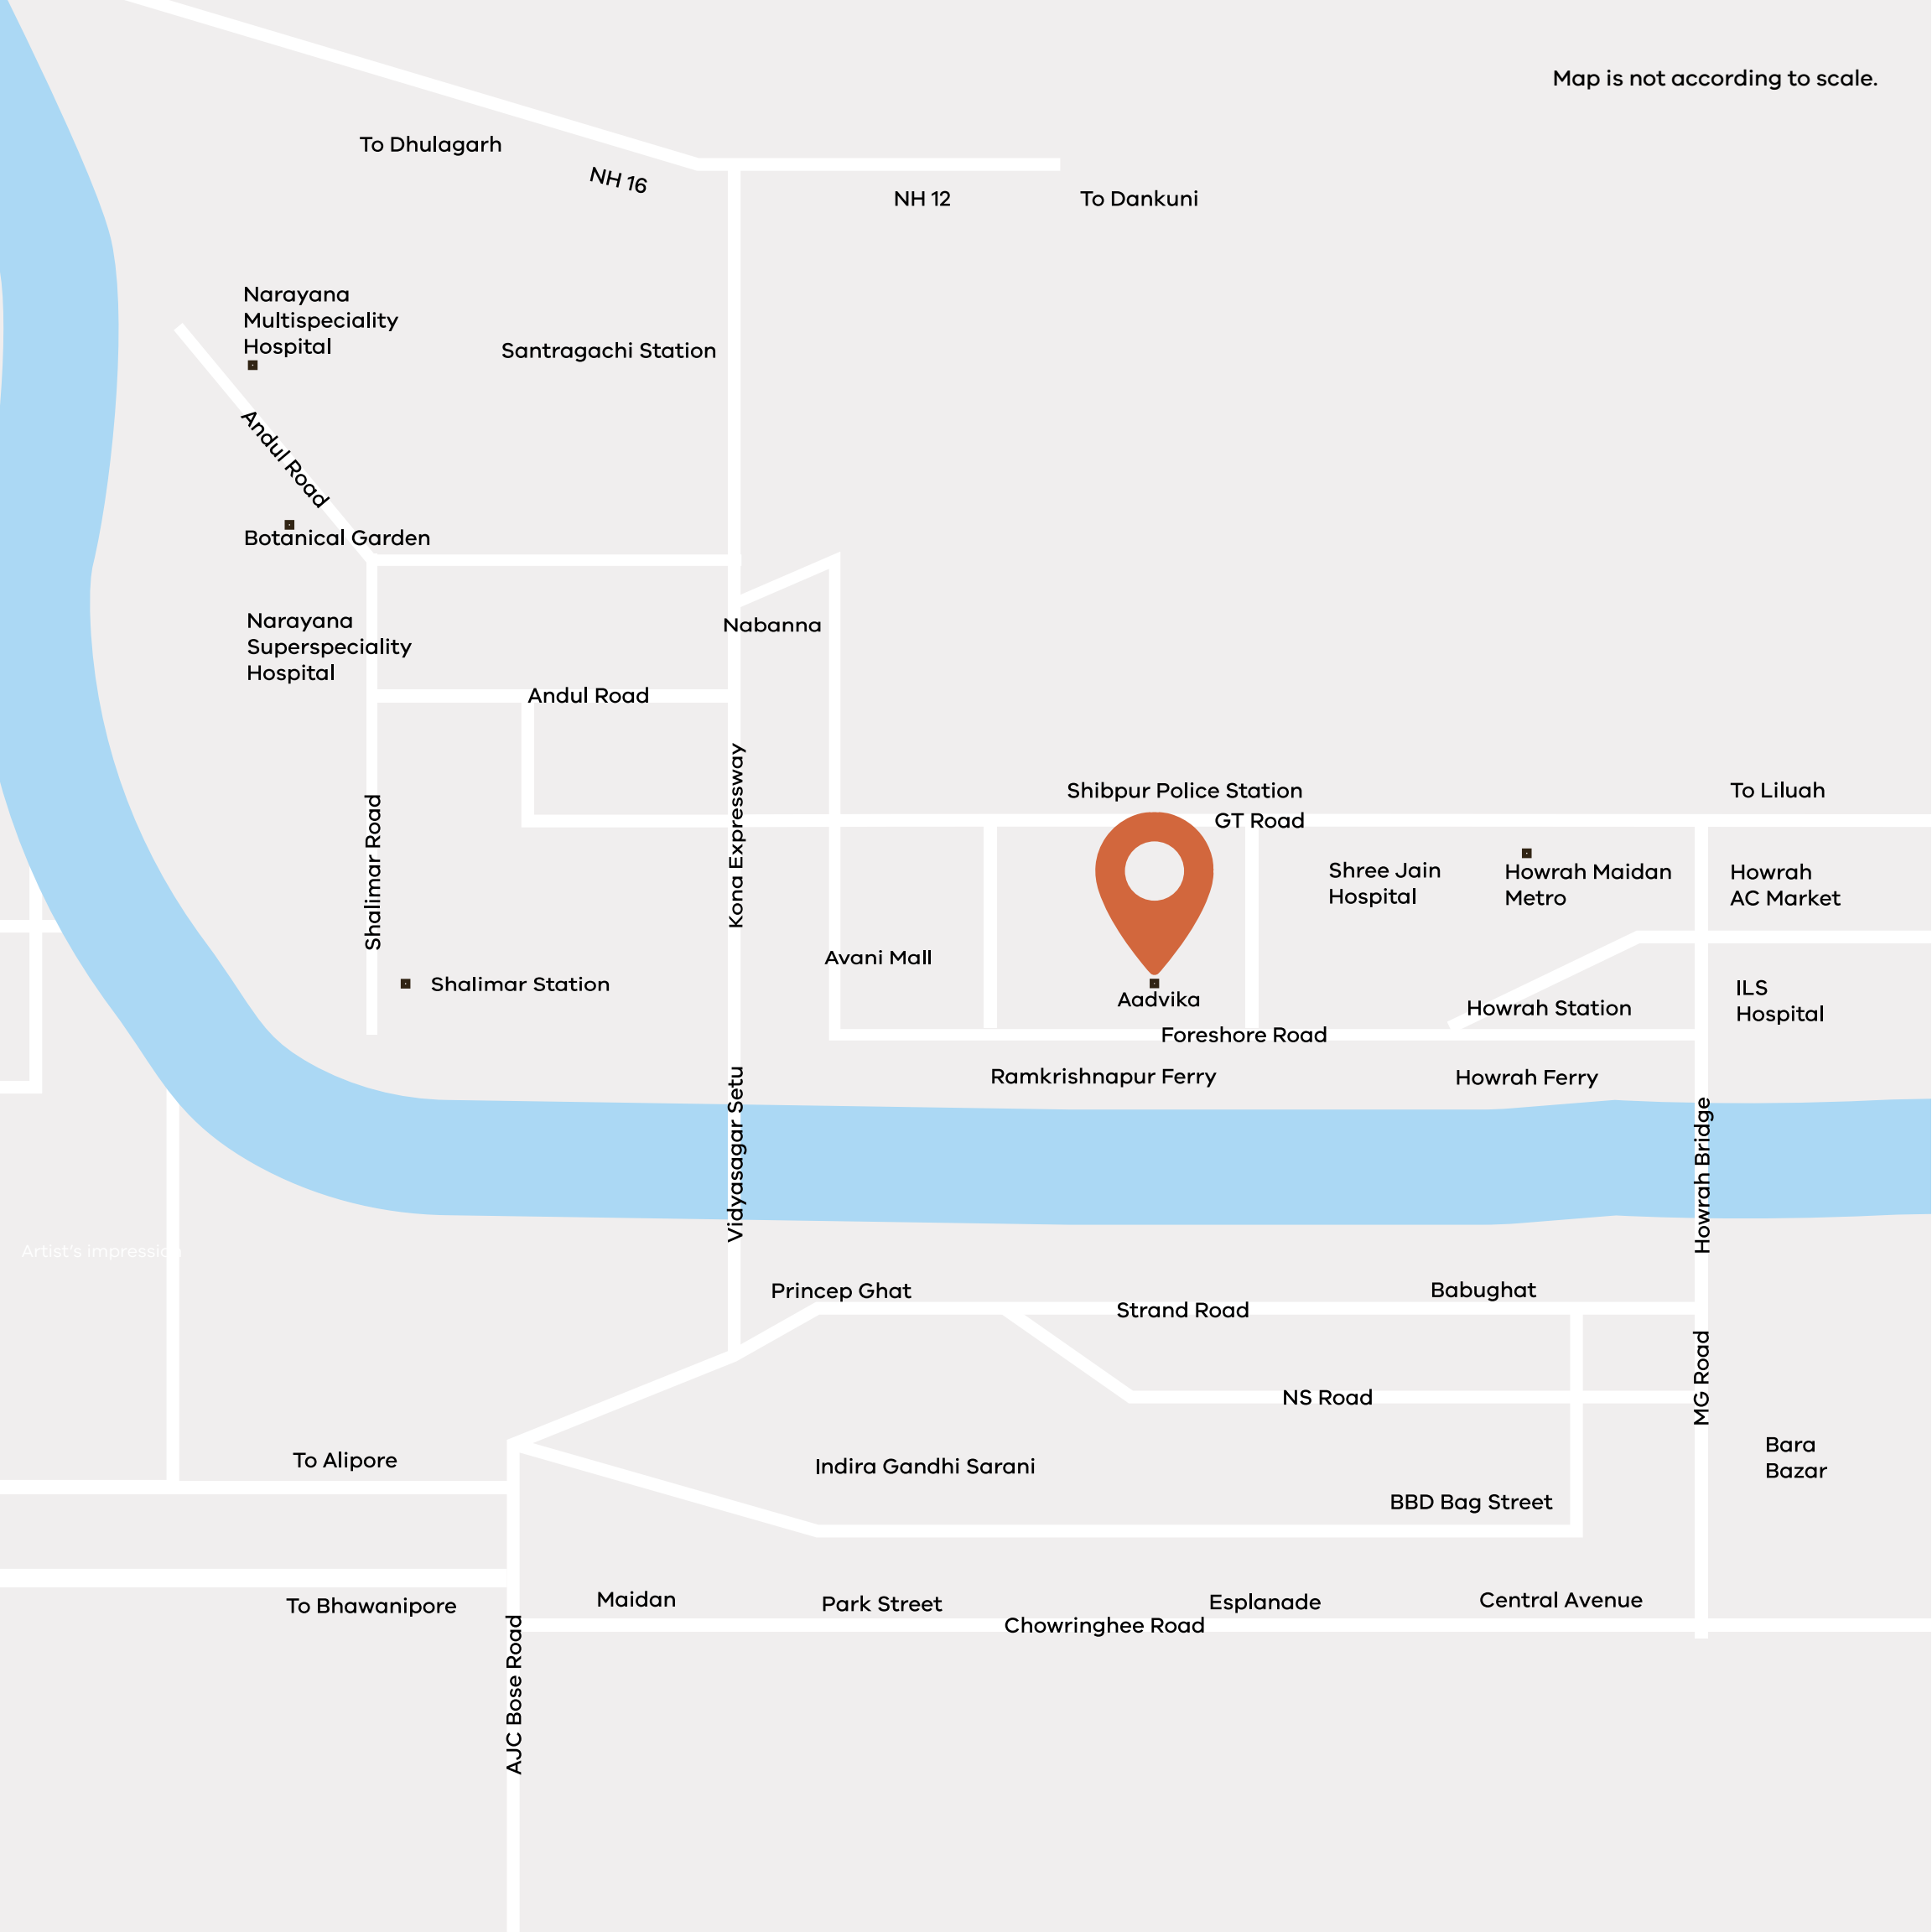 Map is not according to scale.
To Dhulagarh
NH 16
NH 12
To Dankuni
Narayana
Multispeciality
Hospital
Santragachi Station
Andul Road
Botanical Garden
Narayana
Superspeciality
Hospital
Nabanna
Andul Road
Kona Expressway
Shalimar Road
Shibpur Police Station
To Liluah
GT Road
Shree Jain
Hospital
Howrah Maidan
Metro
Howrah
AC Market
Avani Mall
Shalimar Station
Aadvika
Howrah Station
ILS
Hospital
Foreshore Road
Ramkrishnapur Ferry
Howrah Ferry
Vidyasagar Setu
Howrah Bridge
Artist's impression
Princep Ghat
Strand Road
Babughat
MG Road
NS Road
To Alipore
Indira Gandhi Sarani
Bara
Bazar
BBD Bag Street
To Bhawanipore
Maidan
Park Street
Esplanade
Central Avenue
Chowringhee Road
AJC Bose Road